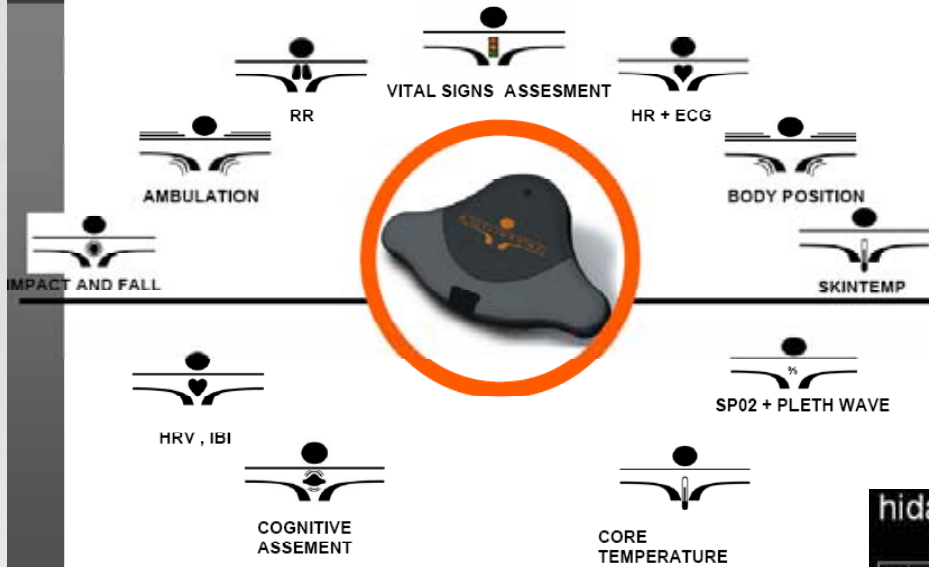 VITAL SIGNS ASSESMENT
RR
HR + ECG
AMBULATION
BODY POSITION
IMPACT AND FALL
SKINTEMP
SP02 + PLETH WAVE
HRV , IBI
COGNITIVE
ASSEMENT
CORE
TEMPERATURE